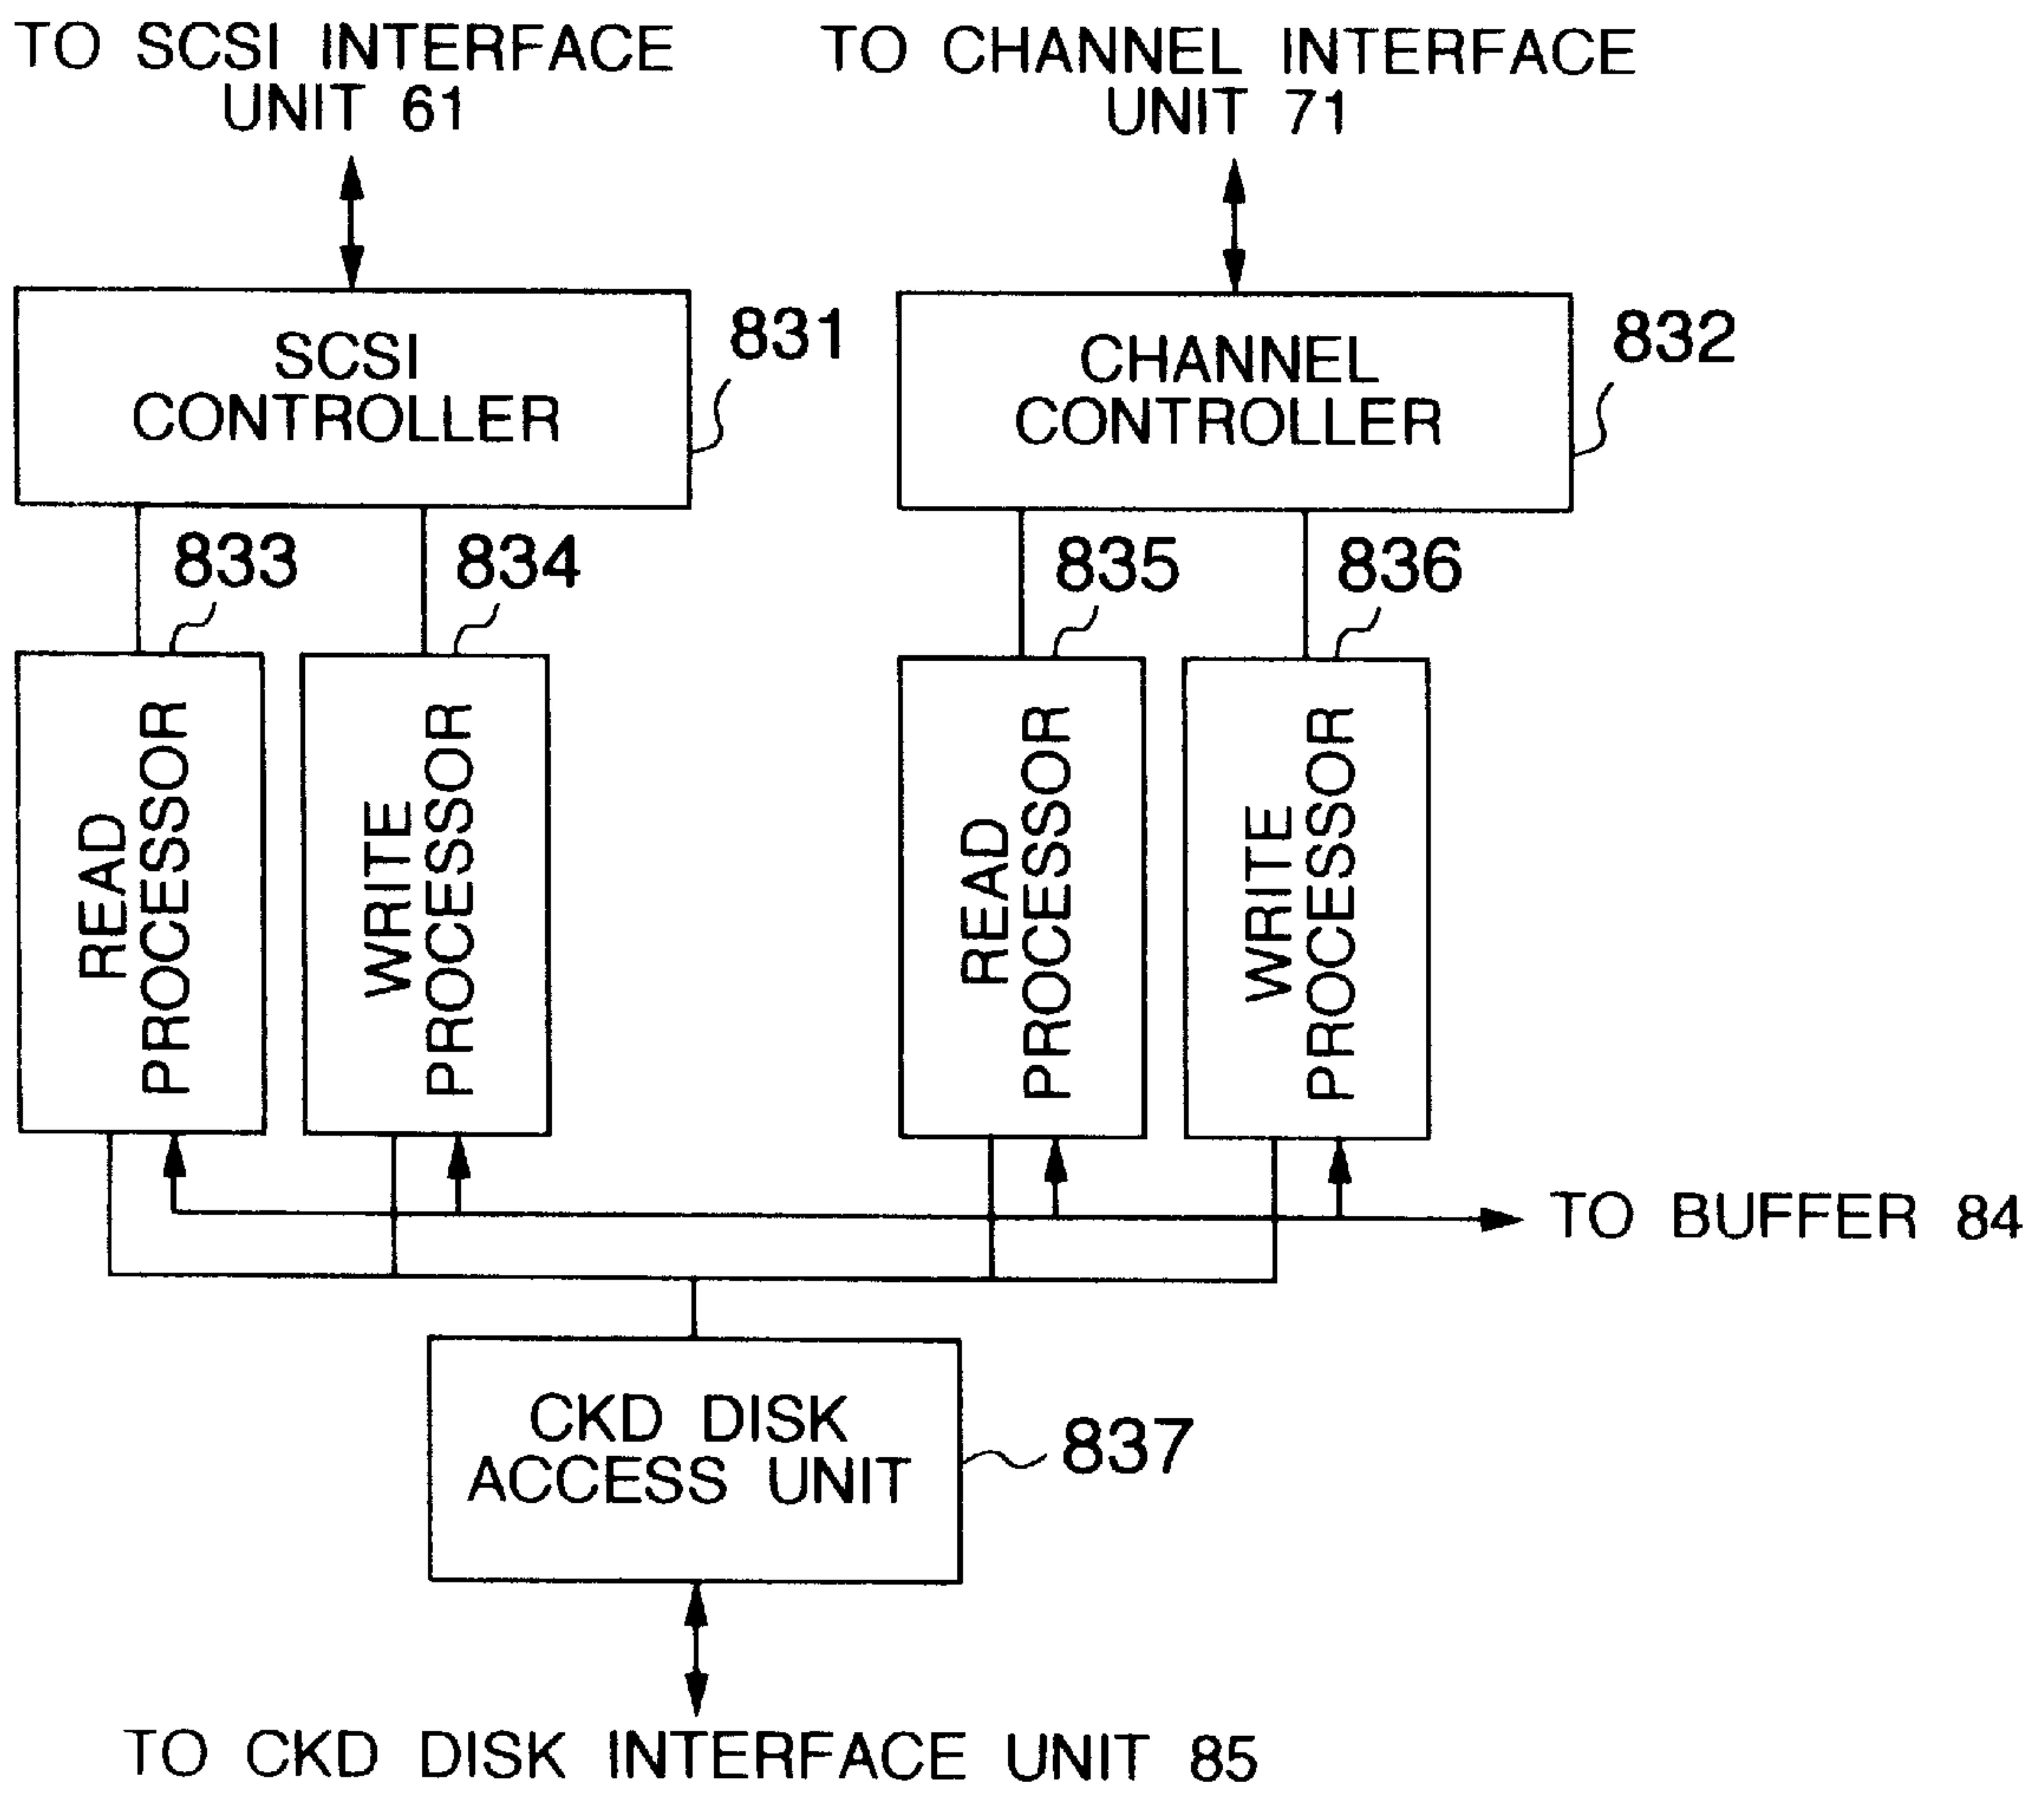 TO SCSI INTERFACE
UNIT 61
TO CHANNEL INTERFACE
UNIT 71
SCSI
CONTROLLER
831
CHANNEL
CONTROLLER
832
833
834
835
836
READ
PROCESSOR
WRITE
PROCESSOR
READ
PROCESSOR
WRITE
PROCESSOR
TO BUFFER 84
CKD DISK
ACCESS UNIT
837
TO CKD DISK INTERFACE UNIT 85